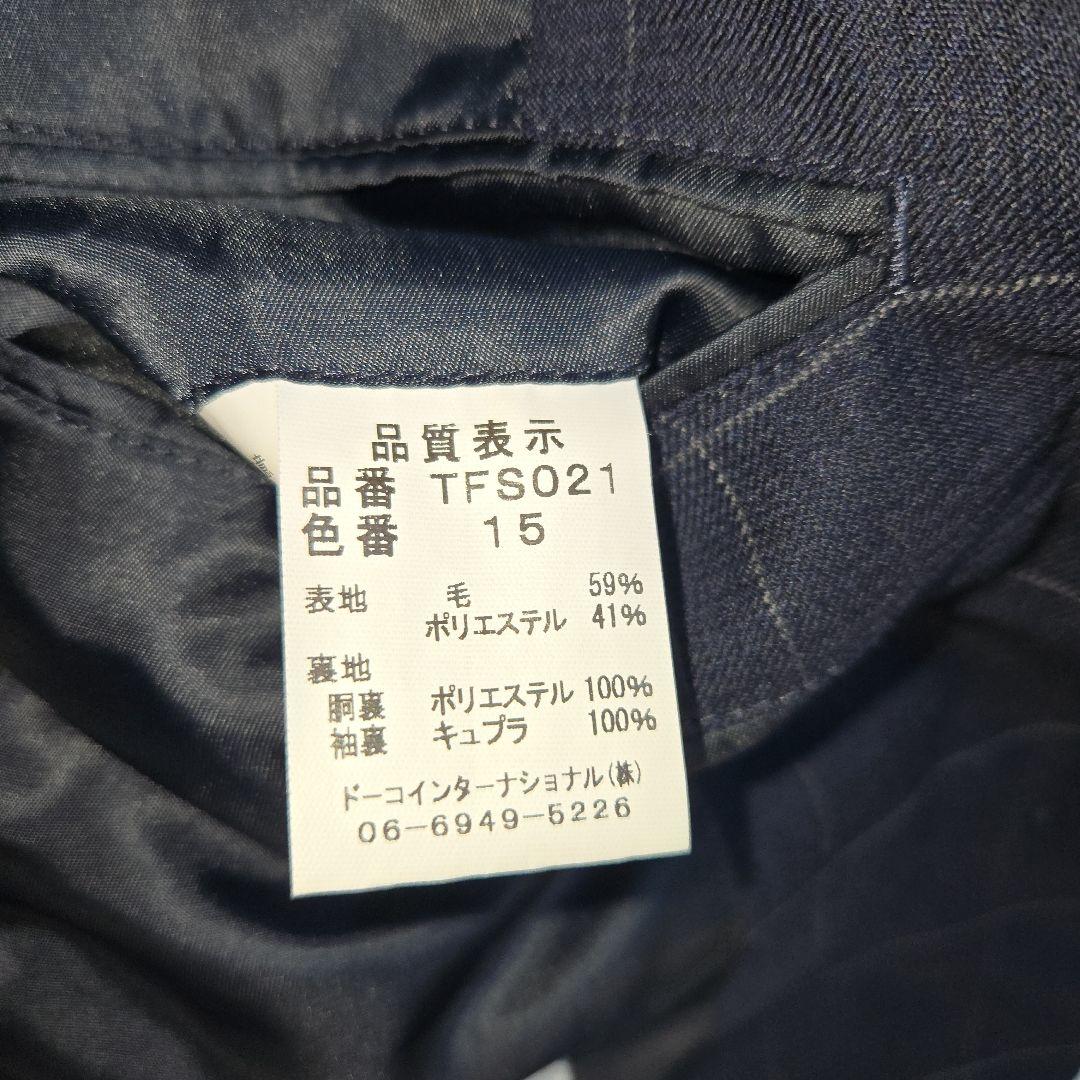 品質表示
品番 TFS021
色番 15
表地 毛 59%
ポリエステル 41%
裏地
胴裏 ポリエステル 100%
袖裏 キュプラ 100%
ドーコインターナショナル(株)
06-6949-5226